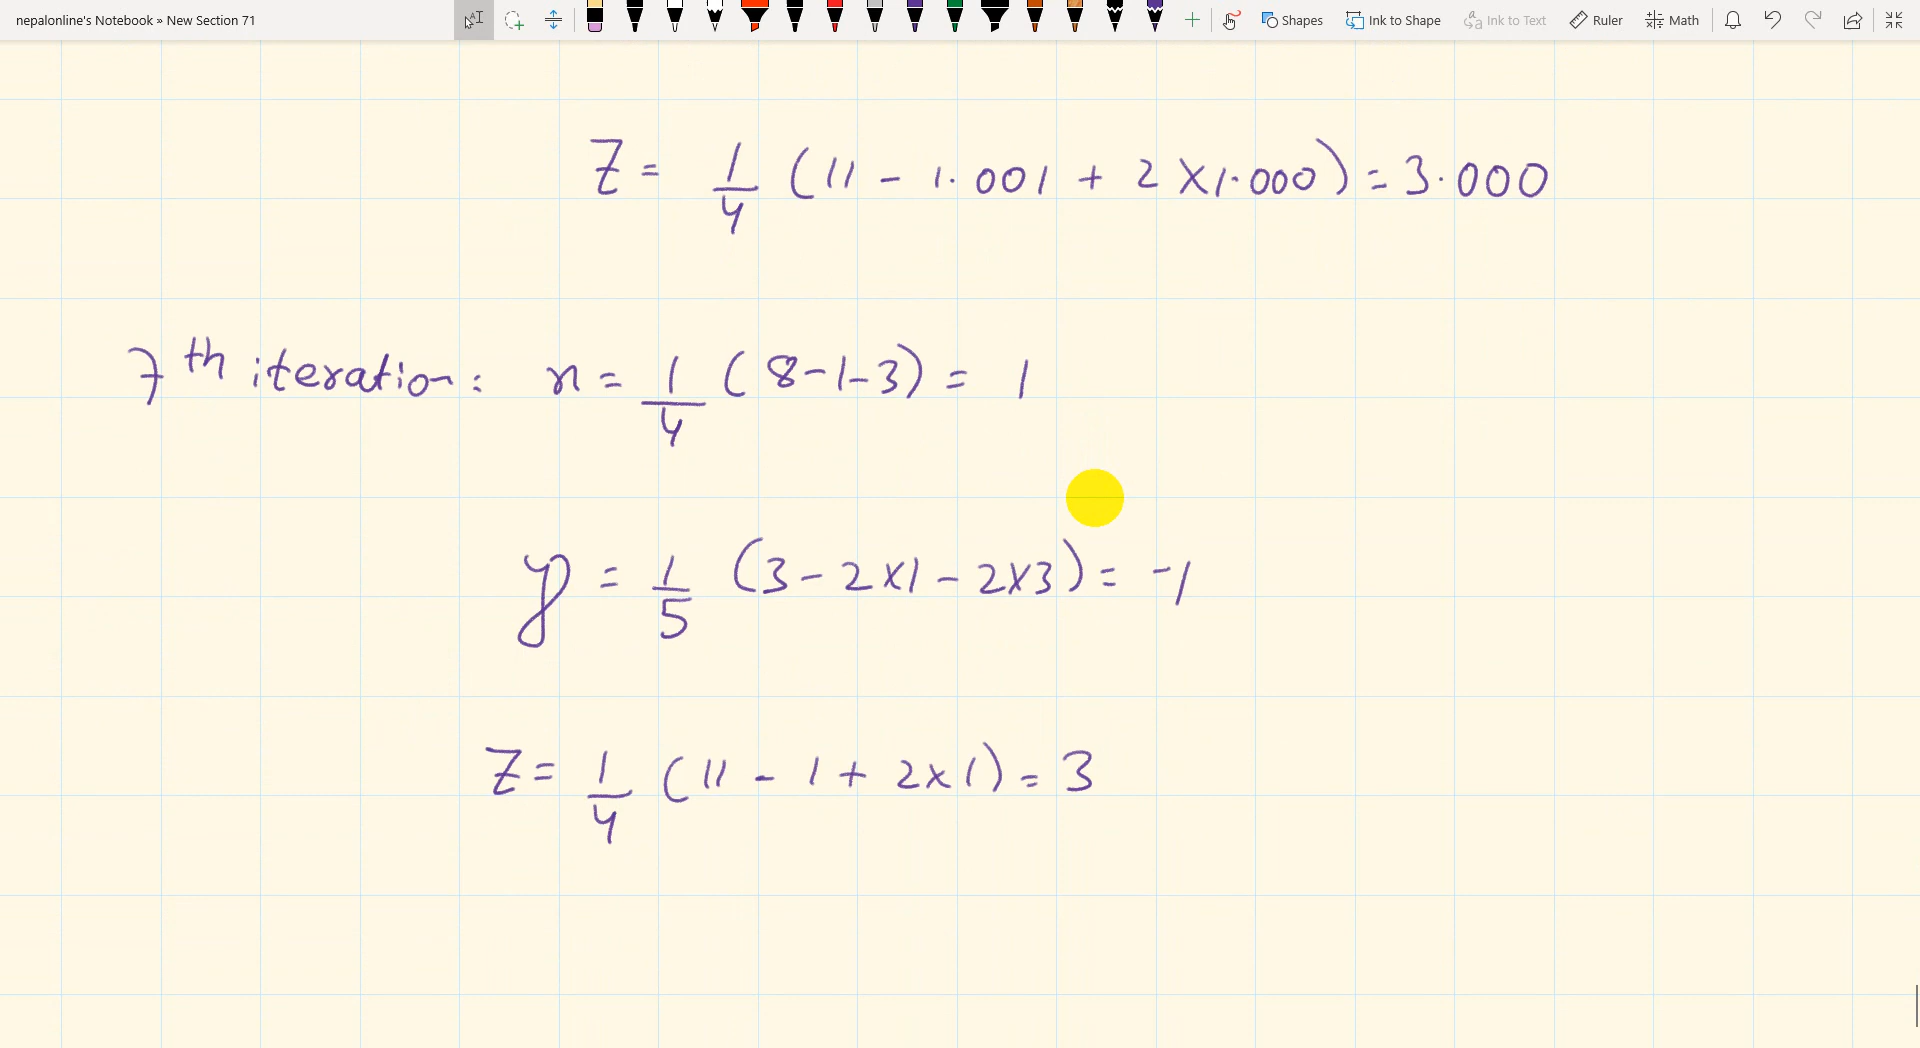 nepalonline's Notebook » New Section 71
Shapes Ink to Shape Ink to Text Ruler Math
Z = 1/4 (11 - 1.001 + 2 X 1.000) = 3.000
7th iteration: x = 1/4 (8-1-3) = 1
y = 1/5 (3 - 2x1 - 2x3) = -1
Z = 1/4 (11 - 1 + 2x1) = 3